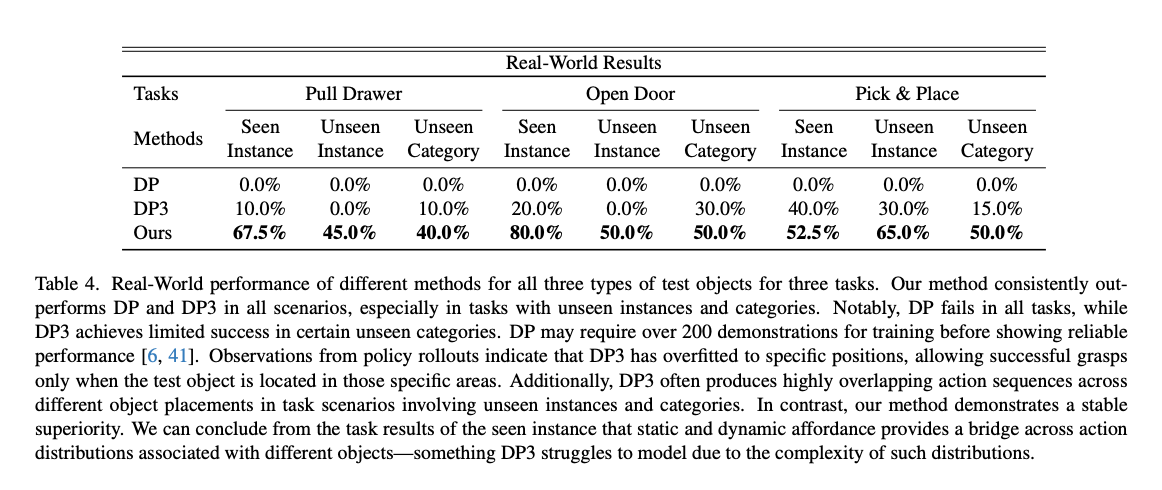 Real-World Results
Tasks Pull Drawer Open Door Pick & Place
Methods Seen Instance Unseen Instance Unseen Category Seen Instance Unseen Instance Unseen Category Seen Instance Unseen Instance Unseen Category
DP 0.0% 0.0% 0.0% 0.0% 0.0% 0.0% 0.0% 0.0% 0.0%
DP3 10.0% 0.0% 10.0% 20.0% 0.0% 30.0% 40.0% 30.0% 15.0%
Ours 67.5% 45.0% 40.0% 80.0% 50.0% 50.0% 52.5% 65.0% 50.0%
Table 4. Real-World performance of different methods for all three types of test objects for three tasks. Our method consistently out-
performs DP and DP3 in all scenarios, especially in tasks with unseen instances and categories. Notably, DP fails in all tasks, while
DP3 achieves limited success in certain unseen categories. DP may require over 200 demonstrations for training before showing reliable
performance [6, 41]. Observations from policy rollouts indicate that DP3 has overfitted to specific positions, allowing successful grasps
only when the test object is located in those specific areas. Additionally, DP3 often produces highly overlapping action sequences across
different object placements in task scenarios involving unseen instances and categories. In contrast, our method demonstrates a stable
superiority. We can conclude from the task results of the seen instance that static and dynamic affordance provides a bridge across action
distributions associated with different objects—something DP3 struggles to model due to the complexity of such distributions.